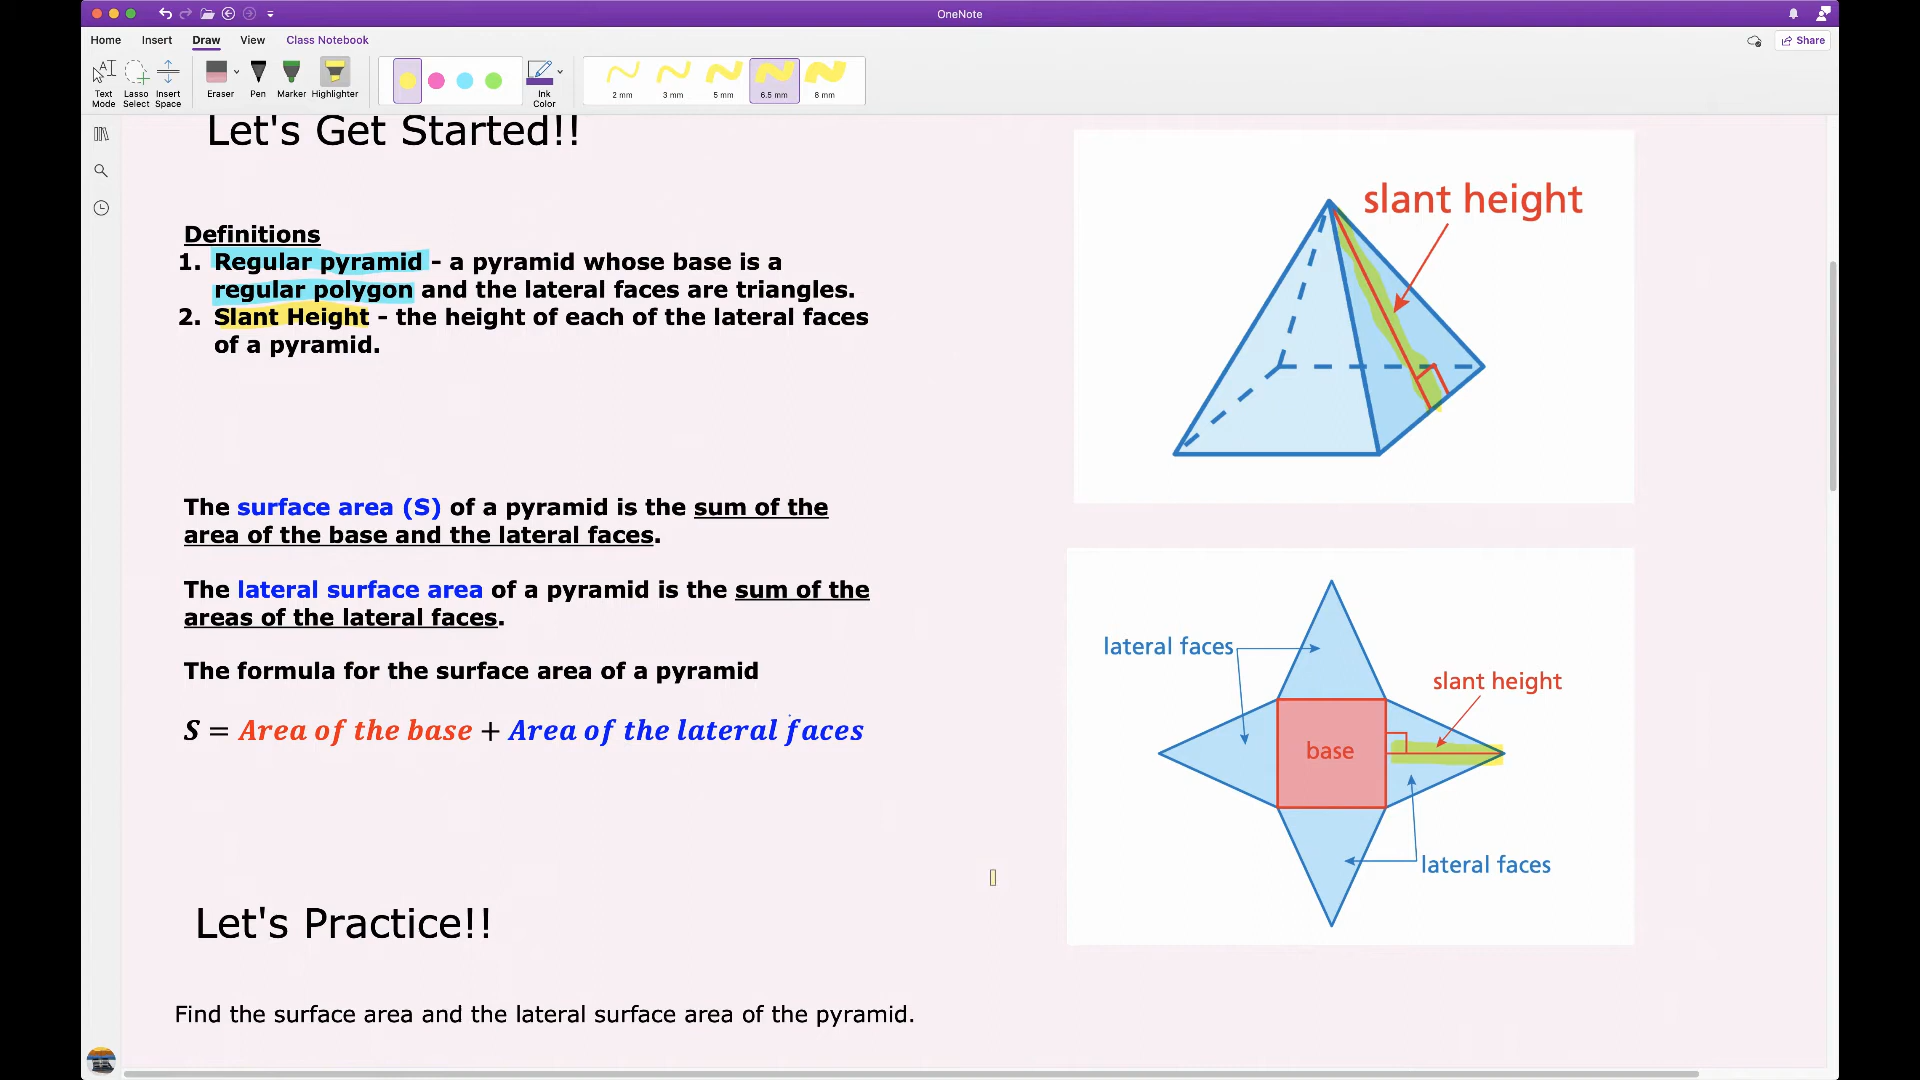 OneNote
Home Insert Draw View Class Notebook
Share
Text Mode
Lasso Select
Insert Space
Eraser
Pen
Marker
Highlighter
Ink Color
2 mm
3 mm
5 mm
6.5 mm
8 mm
Let's Get Started!!
Definitions
1. Regular pyramid - a pyramid whose base is a
regular polygon and the lateral faces are triangles.
2. Slant Height - the height of each of the lateral faces
of a pyramid.
slant height
The surface area (S) of a pyramid is the sum of the
area of the base and the lateral faces.
The lateral surface area of a pyramid is the sum of the
areas of the lateral faces.
The formula for the surface area of a pyramid
S = Area of the base + Area of the lateral faces
lateral faces
slant height
base
lateral faces
Let's Practice!!
Find the surface area and the lateral surface area of the pyramid.